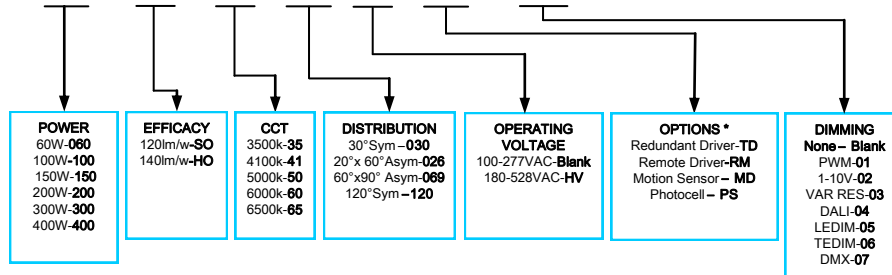 POWER
60W-060
100W-100
150W-150
200W-200
300W-300
400W-400
EFFICACY
120lm/w-SO
140lm/w-HO
CCT
3500k-35
4100k-41
5000k-50
6000k-60
6500k-65
DISTRIBUTION
30°Sym –030
20°x 60°Asym-026
60°x90° Asym-069
120°Sym –120
OPERATING
VOLTAGE
100-277VAC-Blank
180-528VAC-HV
OPTIONS *
Redundant Driver-TD
Remote Driver-RM
Motion Sensor – MD
Photocell – PS
DIMMING
None – Blank
PWM-01
1-10V-02
VAR RES-03
DALI-04
LEDIM-05
TEDIM-06
DMX-07